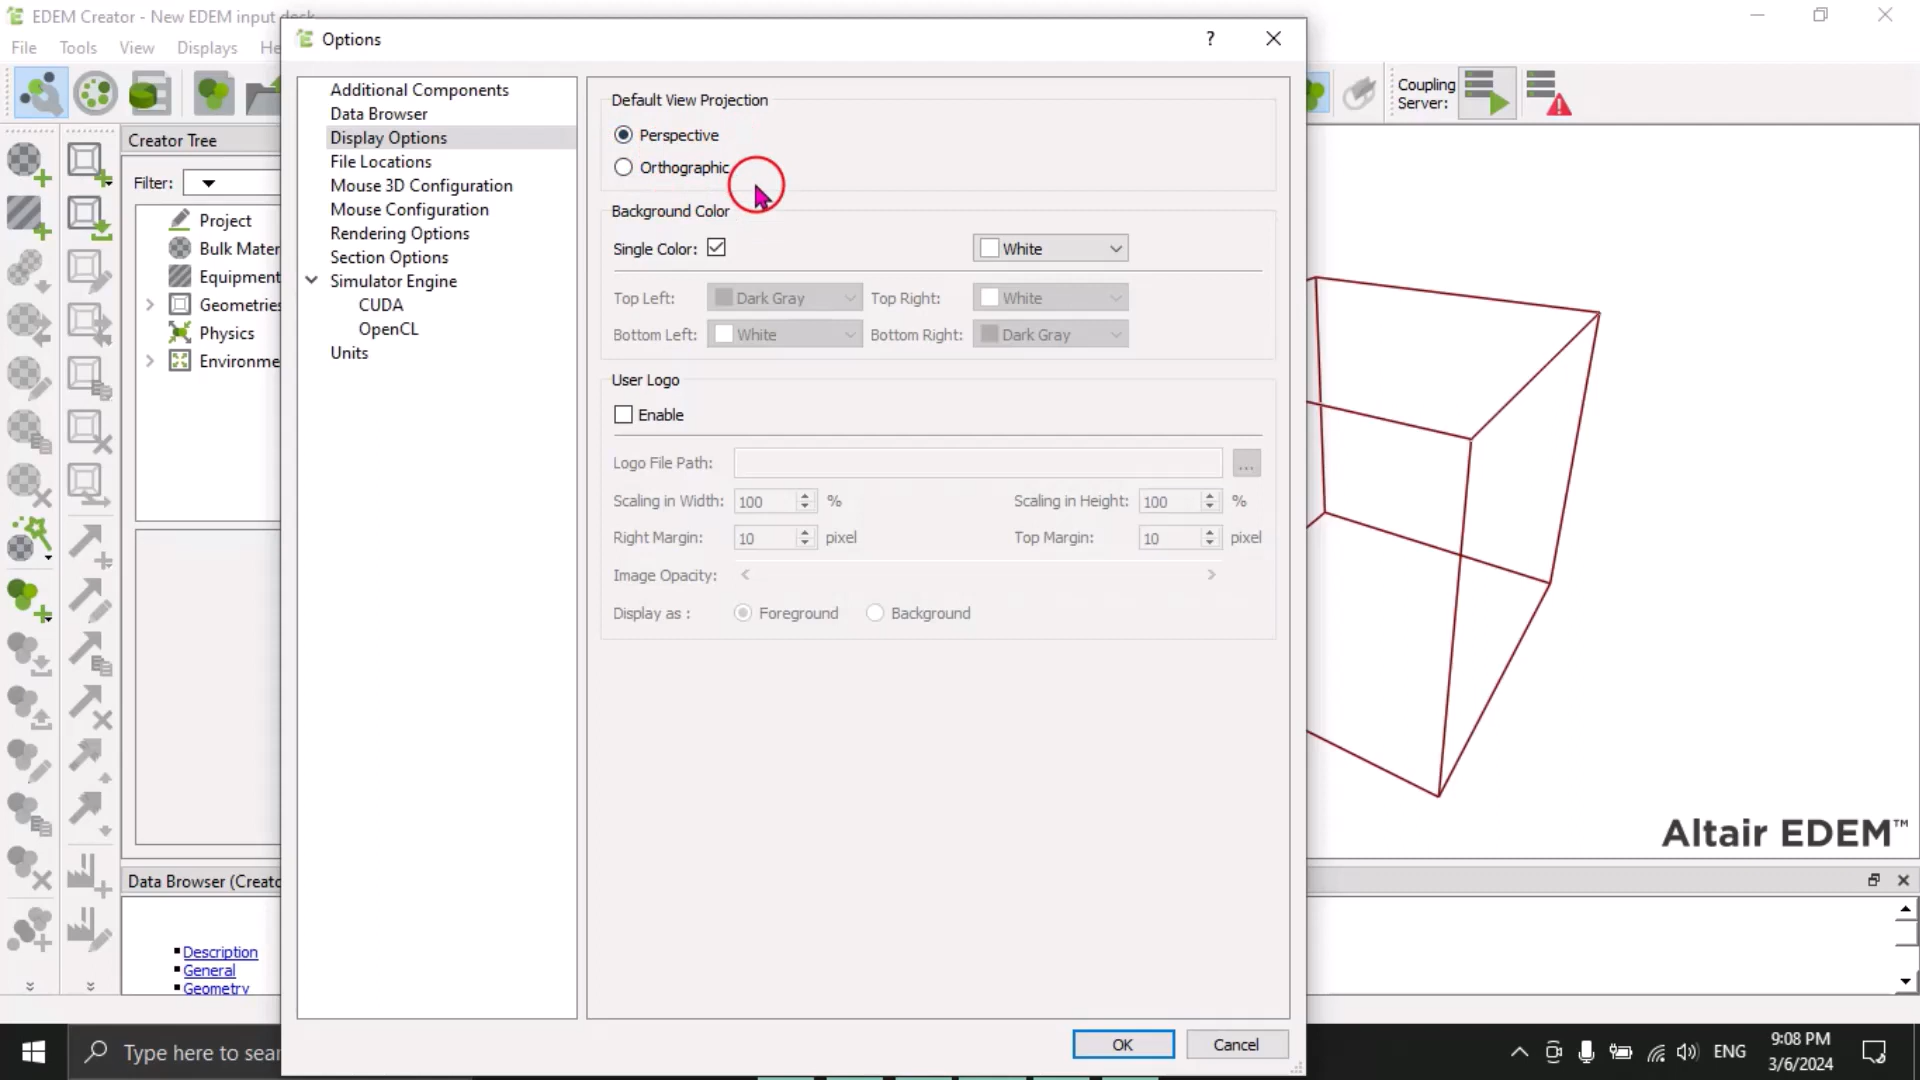 EDEM Creator - New EDEM input deck
File Tools View Displays He
Options
?
Additional Components
Data Browser
Display Options
File Locations
Mouse 3D Configuration
Mouse Configuration
Rendering Options
Section Options
Simulator Engine
CUDA
OpenCL
Units
Default View Projection
Perspective
Orthographic
Background Color
Single Color:
White
Top Left: Dark Gray Top Right: White
Bottom Left: White Bottom Right: Dark Gray
User Logo
Enable
Logo File Path: ...
Scaling in Width: 100 % Scaling in Height: 100 %
Right Margin: 10 pixel Top Margin: 10 pixel
Image Opacity: < >
Display as : Foreground Background
OK Cancel
Coupling
Server:
Creator Tree
Filter:
Project
Bulk Mater
Equipment
Geometries
Physics
Environme
Altair EDEM™
Data Browser (Creato
Description
General
Geometry
Type here to sear
ENG
9:08 PM
3/6/2024